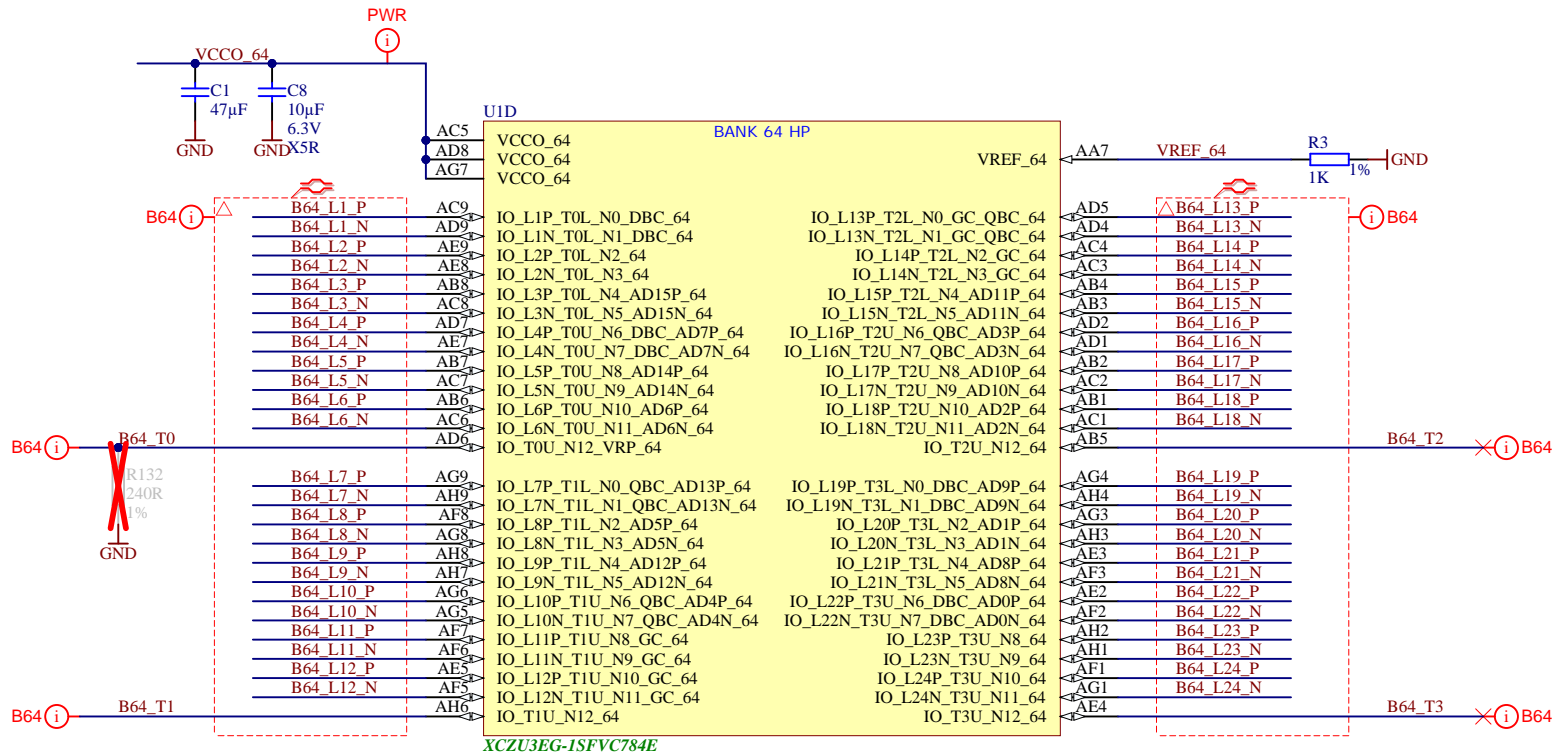 PWR
i
VCCO_64
C1
47µF
C8
10µF
6.3V
X5R
GND
GND
U1D
BANK 64 HP
AC5 VCCO_64
AD8 VCCO_64
AG7 VCCO_64
VREF_64 AA7 VREF_64
R3
1K
1%
GND
B64 i
i B64
B64_L1_P AC9 IO_L1P_T0L_N0_DBC_64 IO_L13P_T2L_N0_GC_QBC_64 AD5 B64_L13_P
B64_L1_N AD9 IO_L1N_T0L_N1_DBC_64 IO_L13N_T2L_N1_GC_QBC_64 AD4 B64_L13_N
B64_L2_P AE9 IO_L2P_T0L_N2_64 IO_L14P_T2L_N2_GC_64 AC4 B64_L14_P
B64_L2_N AE8 IO_L2N_T0L_N3_64 IO_L14N_T2L_N3_GC_64 AC3 B64_L14_N
B64_L3_P AB8 IO_L3P_T0L_N4_AD15P_64 IO_L15P_T2L_N4_AD11P_64 AB4 B64_L15_P
B64_L3_N AC8 IO_L3N_T0L_N5_AD15N_64 IO_L15N_T2L_N5_AD11N_64 AB3 B64_L15_N
B64_L4_P AD7 IO_L4P_T0U_N6_DBC_AD7P_64 IO_L16P_T2U_N6_QBC_AD3P_64 AD2 B64_L16_P
B64_L4_N AE7 IO_L4N_T0U_N7_DBC_AD7N_64 IO_L16N_T2U_N7_QBC_AD3N_64 AD1 B64_L16_N
B64_L5_P AB7 IO_L5P_T0U_N8_AD14P_64 IO_L17P_T2U_N8_AD10P_64 AB2 B64_L17_P
B64_L5_N AC7 IO_L5N_T0U_N9_AD14N_64 IO_L17N_T2U_N9_AD10N_64 AC2 B64_L17_N
B64_L6_P AB6 IO_L6P_T0U_N10_AD6P_64 IO_L18P_T2U_N10_AD2P_64 AB1 B64_L18_P
B64_L6_N AC6 IO_L6N_T0U_N11_AD6N_64 IO_L18N_T2U_N11_AD2N_64 AC1 B64_L18_N
B64 i B64_T0 AD6 IO_T0U_N12_VRP_64 IO_T2U_N12_64 AB5 B64_T2 i B64
R132
240R
1%
GND
B64_L7_P AG9 IO_L7P_T1L_N0_QBC_AD13P_64 IO_L19P_T3L_N0_DBC_AD9P_64 AG4 B64_L19_P
B64_L7_N AH9 IO_L7N_T1L_N1_QBC_AD13N_64 IO_L19N_T3L_N1_DBC_AD9N_64 AH4 B64_L19_N
B64_L8_P AF8 IO_L8P_T1L_N2_AD5P_64 IO_L20P_T3L_N2_AD1P_64 AG3 B64_L20_P
B64_L8_N AG8 IO_L8N_T1L_N3_AD5N_64 IO_L20N_T3L_N3_AD1N_64 AH3 B64_L20_N
B64_L9_P AH8 IO_L9P_T1L_N4_AD12P_64 IO_L21P_T3L_N4_AD8P_64 AE3 B64_L21_P
B64_L9_N AH7 IO_L9N_T1L_N5_AD12N_64 IO_L21N_T3L_N5_AD8N_64 AF3 B64_L21_N
B64_L10_P AG6 IO_L10P_T1U_N6_QBC_AD4P_64 IO_L22P_T3U_N6_DBC_AD0P_64 AE2 B64_L22_P
B64_L10_N AG5 IO_L10N_T1U_N7_QBC_AD4N_64 IO_L22N_T3U_N7_DBC_AD0N_64 AF2 B64_L22_N
B64_L11_P AF7 IO_L11P_T1U_N8_GC_64 IO_L23P_T3U_N8_64 AH2 B64_L23_P
B64_L11_N AF6 IO_L11N_T1U_N9_GC_64 IO_L23N_T3U_N9_64 AH1 B64_L23_N
B64_L12_P AE5 IO_L12P_T1U_N10_GC_64 IO_L24P_T3U_N10_64 AF1 B64_L24_P
B64_L12_N AF5 IO_L12N_T1U_N11_GC_64 IO_L24N_T3U_N11_64 AG1 B64_L24_N
B64 i B64_T1 AH6 IO_T1U_N12_64 IO_T3U_N12_64 AE4 B64_T3 i B64
XCZU3EG-1SFVC784E